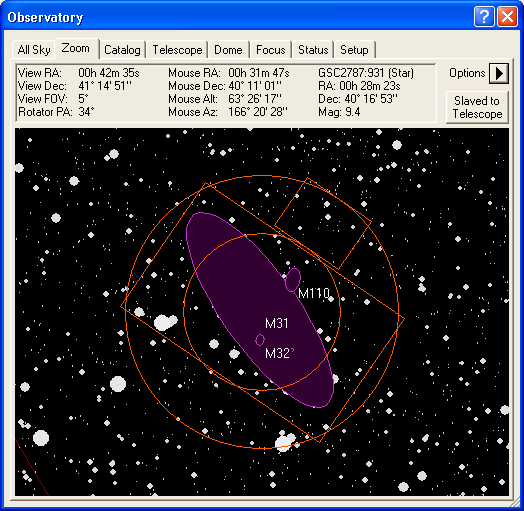 Observatory
All Sky Zoom Catalog Telescope Dome Focus Status Setup
View RA: 00h 42m 35s Mouse RA: 00h 31m 47s GSC2787:931 (Star)
View Dec: 41° 14' 51" Mouse Dec: 40° 11' 01" RA: 00h 28m 23s
View FOV: 5° Mouse Alt: 63° 26' 17" Dec: 40° 16' 53"
Rotator PA: 34° Mouse Az: 166° 20' 28" Mag: 9.4
Options
Slaved to
Telescope
M110
M31
M32